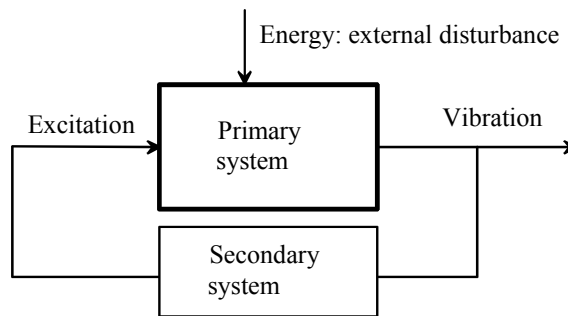 Energy: external disturbance
Excitation
Primary
system
Vibration
Secondary
system